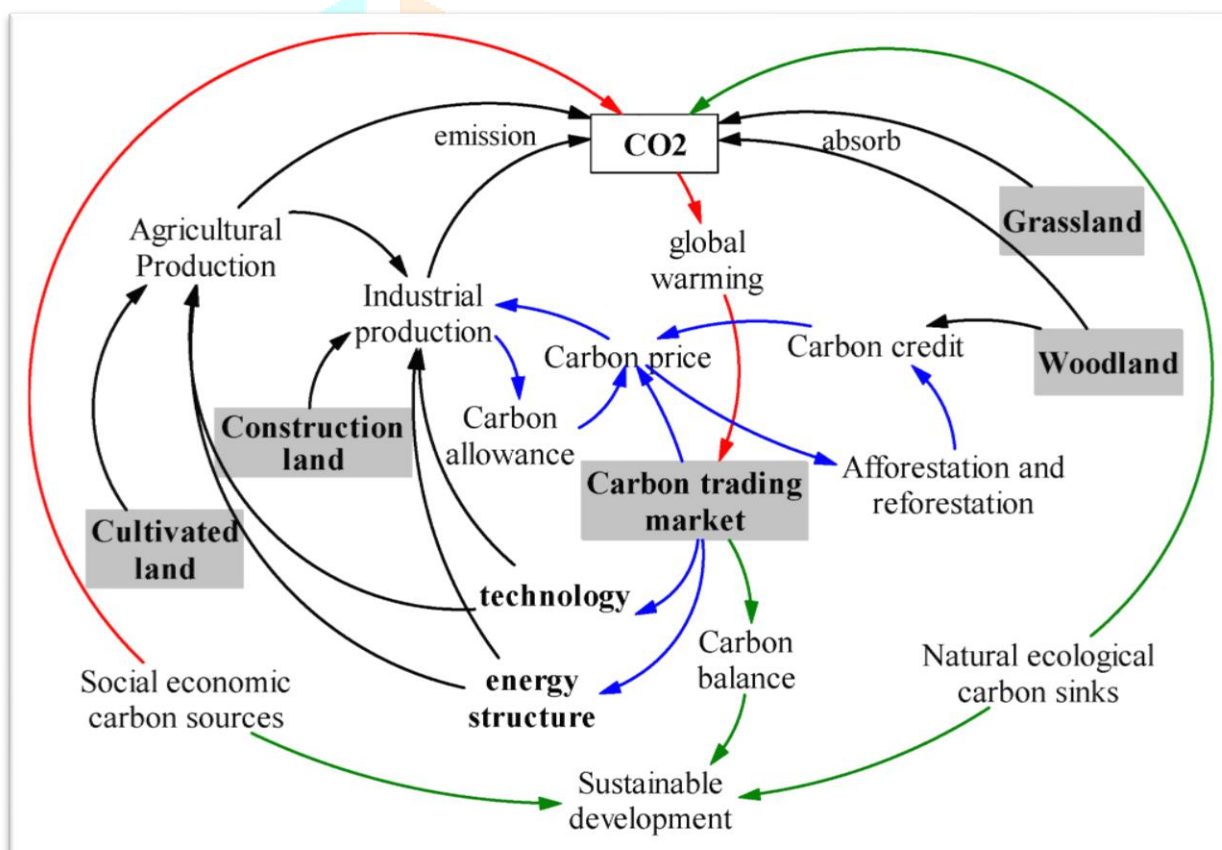 emission
CO2
absorb
Agricultural
Production
Grassland
global
warming
Industrial
production
Carbon price
Carbon credit
Woodland
Construction
land
Carbon
allowance
Carbon trading
market
Afforestation and
reforestation
Cultivated
land
technology
Carbon
balance
Natural ecological
carbon sinks
Social economic
carbon sources
energy
structure
Sustainable
development